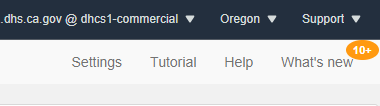 .dhs.ca.gov @ dhcs1-commercial Oregon Support
10+
Settings Tutorial Help What's new